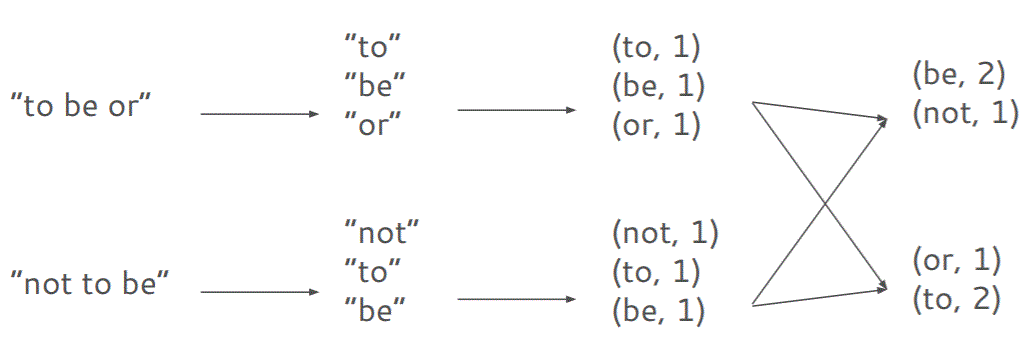 "to be or"
"to"
"be"
"or"
(to, 1)
(be, 1)
(or, 1)
(be, 2)
(not, 1)
"not to be"
"not"
"to"
"be"
(not, 1)
(to, 1)
(be, 1)
(or, 1)
(to, 2)